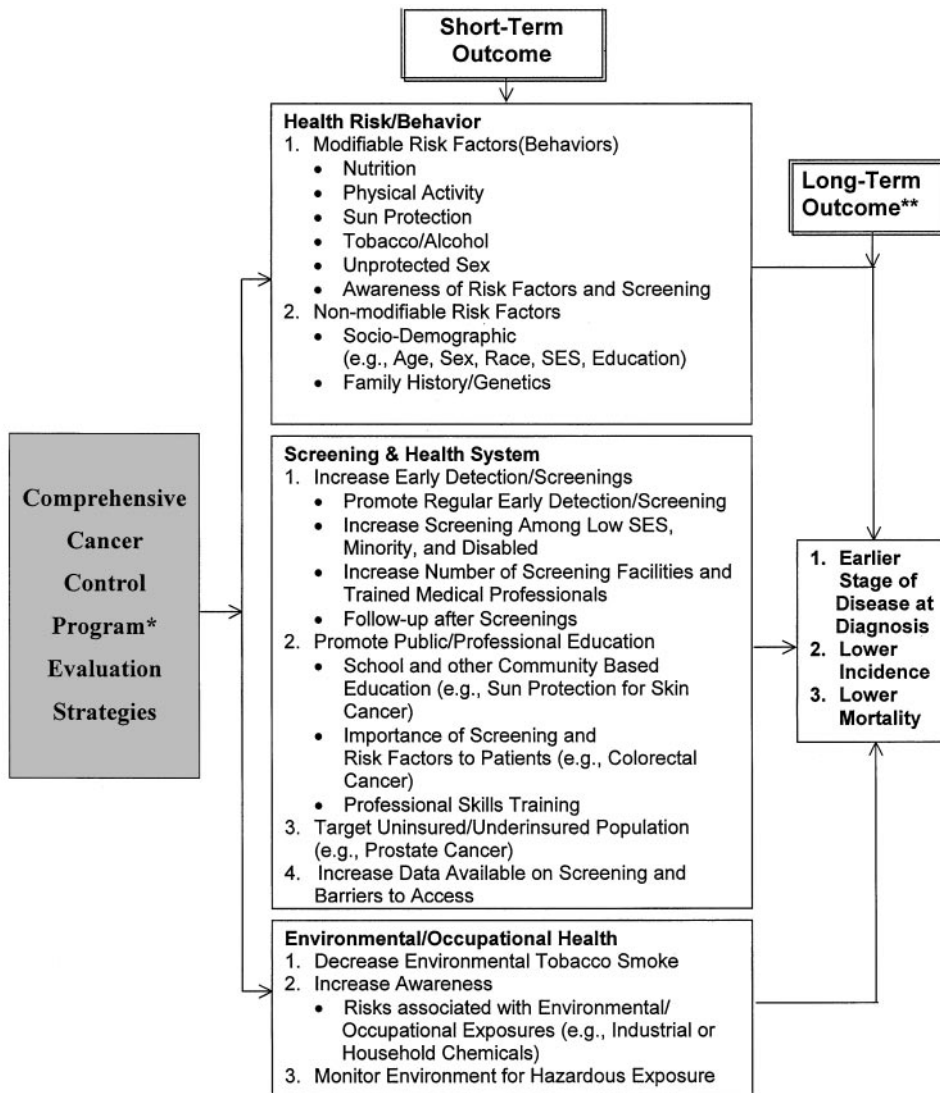 Short-Term
Outcome
Health Risk/Behavior
1. Modifiable Risk Factors(Behaviors)
• Nutrition
• Physical Activity
• Sun Protection
• Tobacco/Alcohol
• Unprotected Sex
• Awareness of Risk Factors and Screening
2. Non-modifiable Risk Factors
• Socio-Demographic
(e.g., Age, Sex, Race, SES, Education)
• Family History/Genetics
Long-Term
Outcome**
Comprehensive
Cancer
Control
Program*
Evaluation
Strategies
Screening & Health System
1. Increase Early Detection/Screenings
• Promote Regular Early Detection/Screening
• Increase Screening Among Low SES,
Minority, and Disabled
• Increase Number of Screening Facilities and
Trained Medical Professionals
• Follow-up after Screenings
2. Promote Public/Professional Education
• School and other Community Based
Education (e.g., Sun Protection for Skin
Cancer)
• Importance of Screening and
Risk Factors to Patients (e.g., Colorectal
Cancer)
• Professional Skills Training
3. Target Uninsured/Underinsured Population
(e.g., Prostate Cancer)
4. Increase Data Available on Screening and
Barriers to Access
1. Earlier
Stage of
Disease at
Diagnosis
2. Lower
Incidence
3. Lower
Mortality
Environmental/Occupational Health
1. Decrease Environmental Tobacco Smoke
2. Increase Awareness
• Risks associated with Environmental/
Occupational Exposures (e.g., Industrial or
Household Chemicals)
3. Monitor Environment for Hazardous Exposure